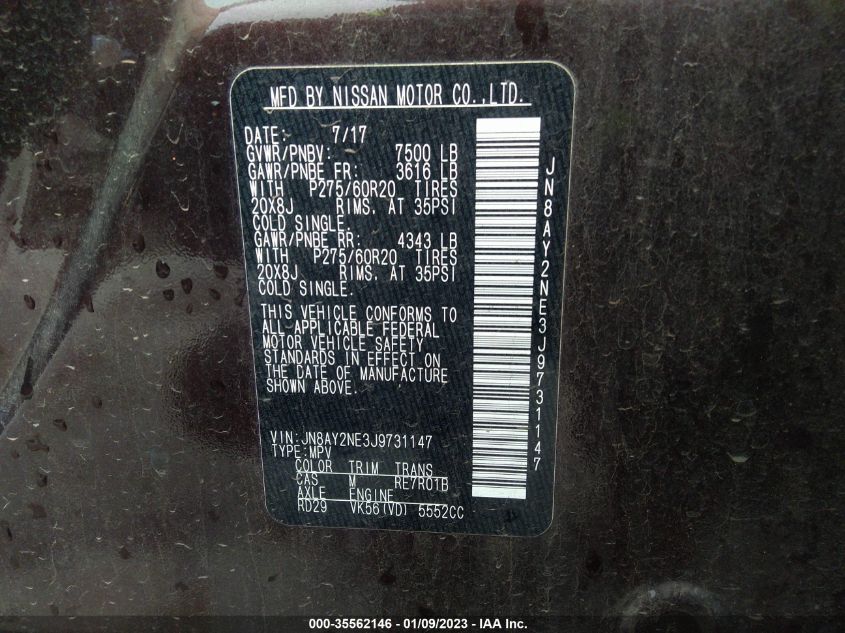 MFD BY NISSAN MOTOR CO.,LTD.
DATE: 7/17
GVWR/PNBV: 7500 LB
GAWR/PNBE FR: 3616 LB
WITH P275/60R20 TIRES
20X8J RIMS. AT 35PSI
COLD SINGLE.
GAWR/PNBE RR: 4343 LB
WITH P275/60R20 TIRES
20X8J RIMS. AT 35PSI
COLD SINGLE.
THIS VEHICLE CONFORMS TO
ALL APPLICABLE FEDERAL
MOTOR VEHICLE SAFETY
STANDARDS IN EFFECT ON
THE DATE OF MANUFACTURE
SHOWN ABOVE.
VIN:JN8AY2NE3J9731147
TYPE:MPV
COLOR TRIM TRANS
CAS M RE7R01B
AXLE ENGINE
RD29 VK56(VD) 5552CC
JN8AY2NE3J9731147
000-35562146 - 01/09/2023 - IAA Inc.